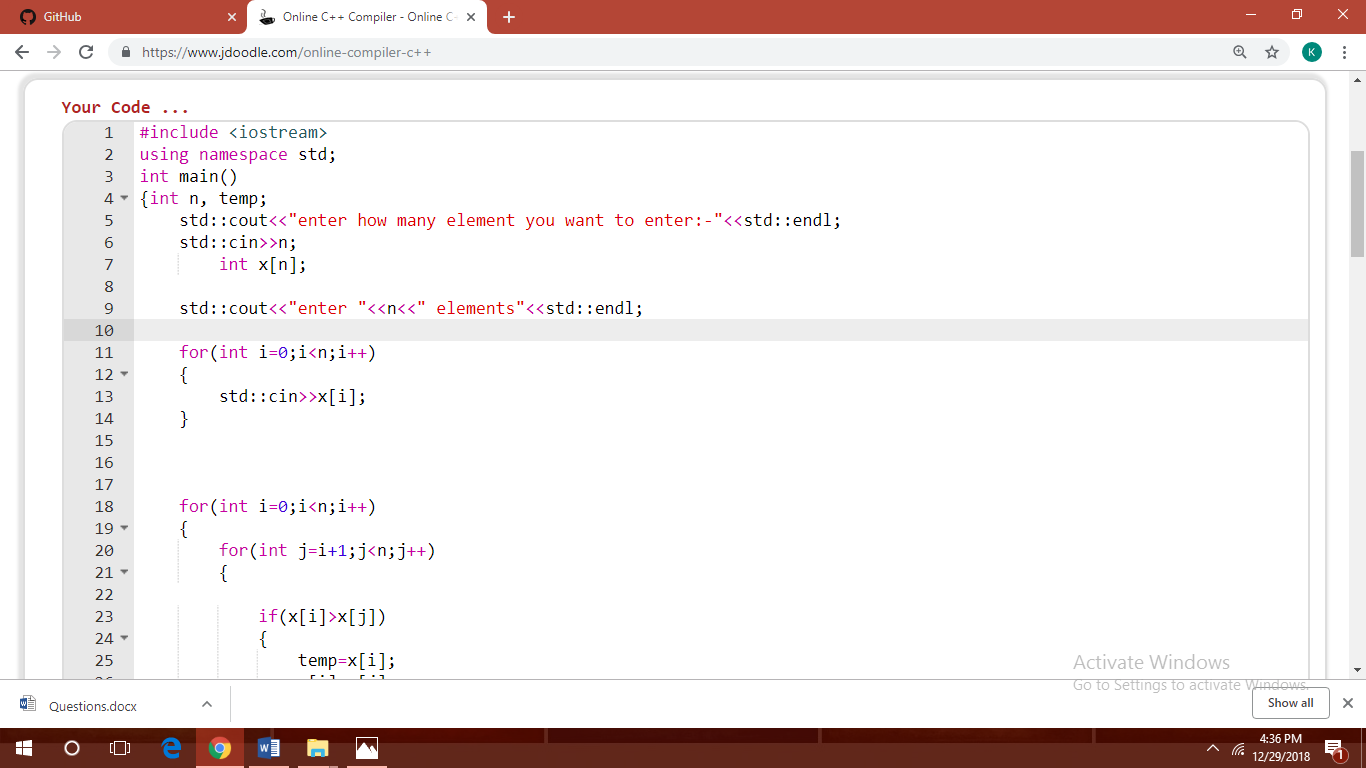 GitHub
Online C++ Compiler - Online C
https://www.jdoodle.com/online-compiler-c++
K
Your Code ...
1 #include <iostream>
2 using namespace std;
3 int main()
4 {int n, temp;
5 std::cout<<"enter how many element you want to enter:-"<<std::endl;
6 std::cin>>n;
7 int x[n];
8
9 std::cout<<"enter "<<n<<" elements"<<std::endl;
10
11 for(int i=0;i<n;i++)
12 {
13 std::cin>>x[i];
14 }
15
16
17
18 for(int i=0;i<n;i++)
19 {
20 for(int j=i+1;j<n;j++)
21 {
22
23 if(x[i]>x[j])
24 {
25 temp=x[i];
Activate Windows
Go to Settings to activate Windows.
Questions.docx
Show all
4:36 PM
12/29/2018
1